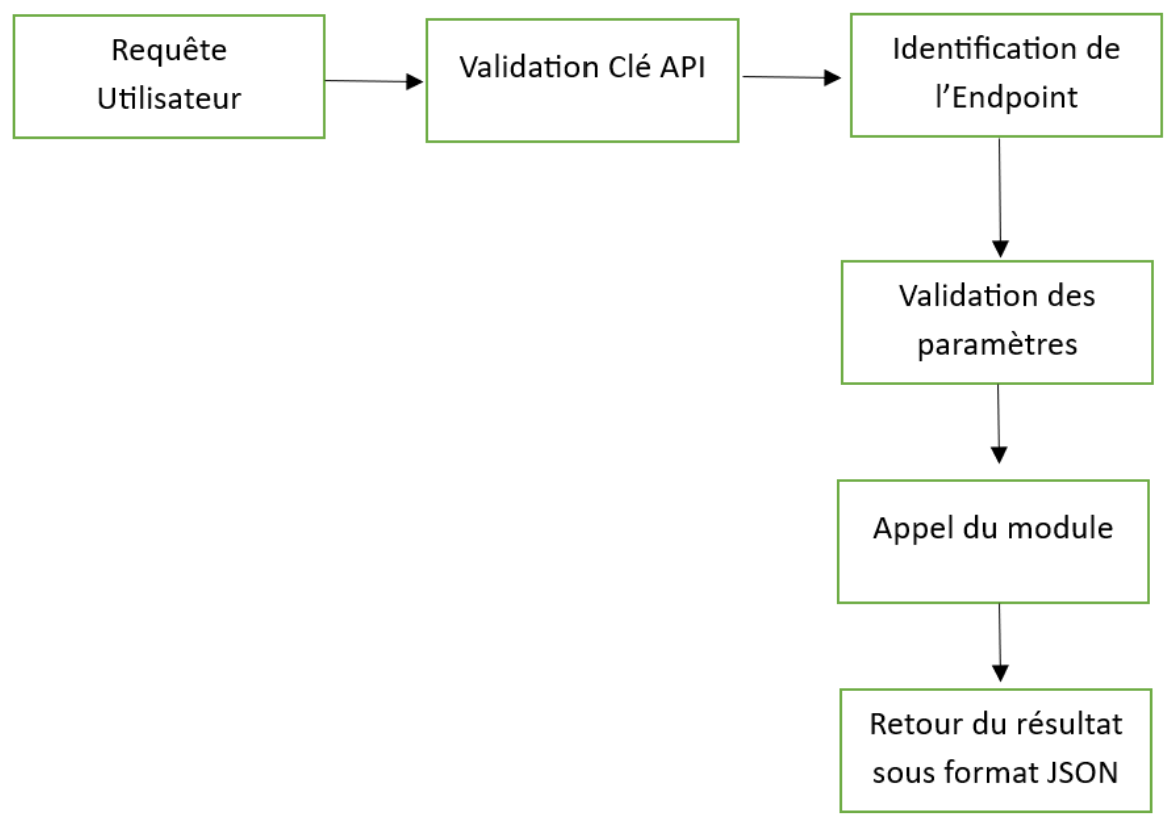 Requête
Utilisateur
Validation Clé API
Identification de
l’Endpoint
Validation des
paramètres
Appel du module
Retour du résultat
sous format JSON